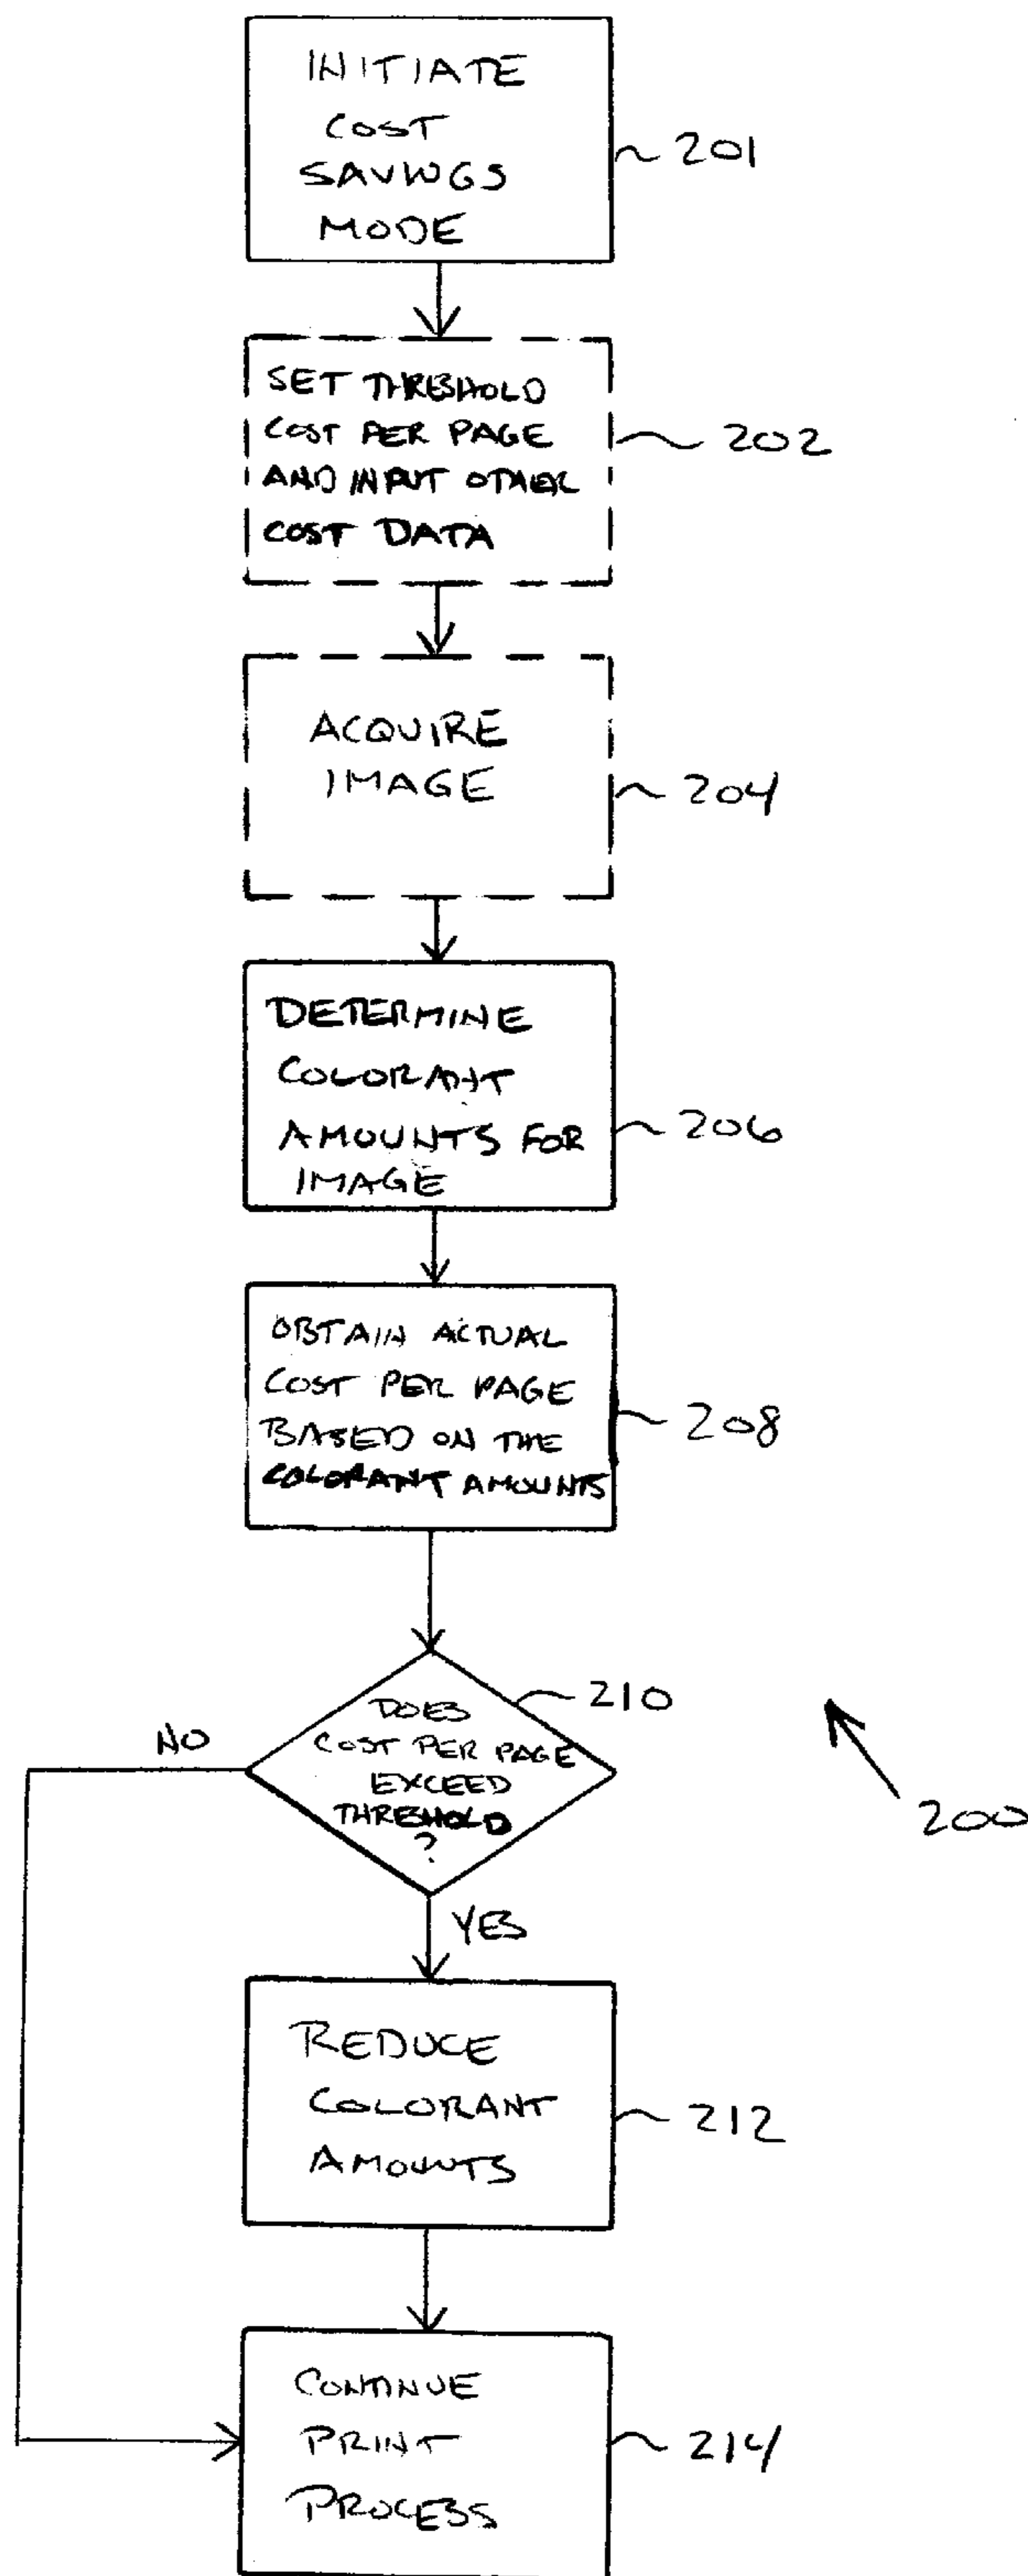 INITIATE
COST
SAVINGS
MODE
201
SET THRESHOLD
COST PER PAGE
AND INPUT OTHER
COST DATA
202
ACQUIRE
IMAGE
204
DETERMINE
COLORANT
AMOUNTS FOR
IMAGE
206
OBTAIN ACTUAL
COST PER PAGE
BASED ON THE
COLORANT AMOUNTS
208
210
DOES
COST PER PAGE
EXCEED
THRESHOLD
?
NO
200
YES
REDUCE
COLORANT
AMOUNTS
212
CONTINUE
PRINT
PROCESS
214